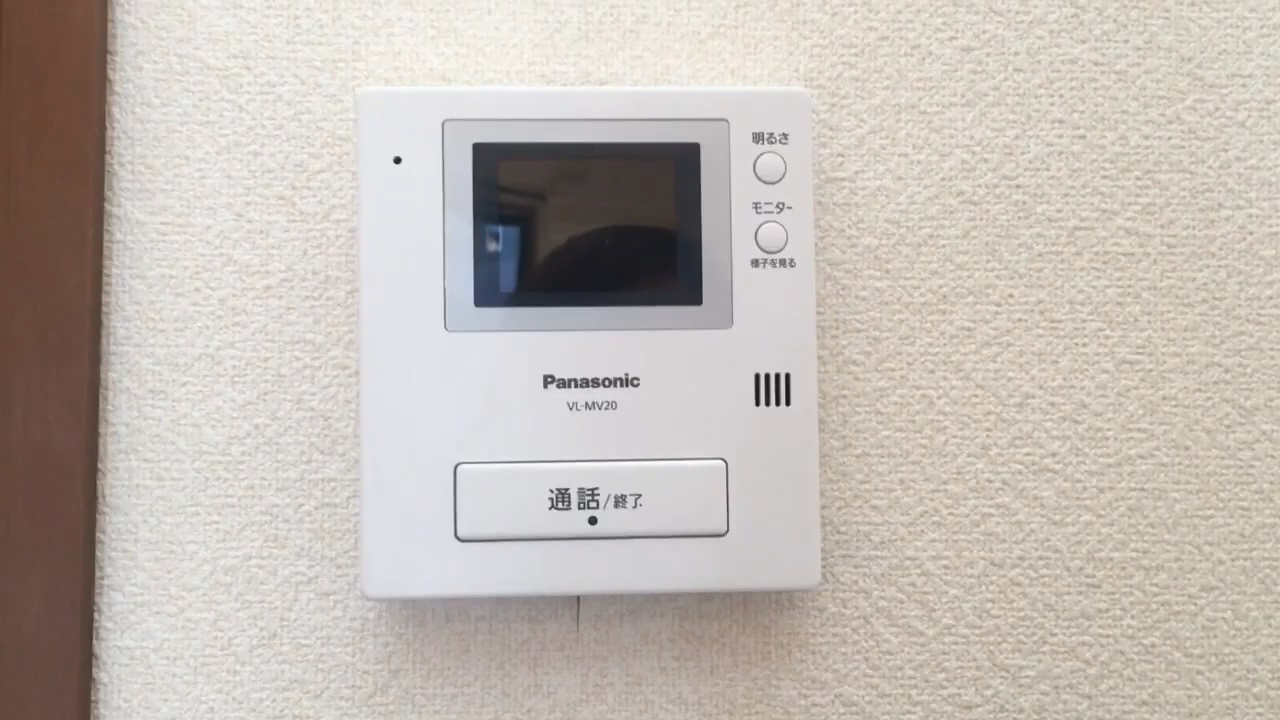 明るさ
モニター
様子を見る
Panasonic
VL-MV20
通話/終了